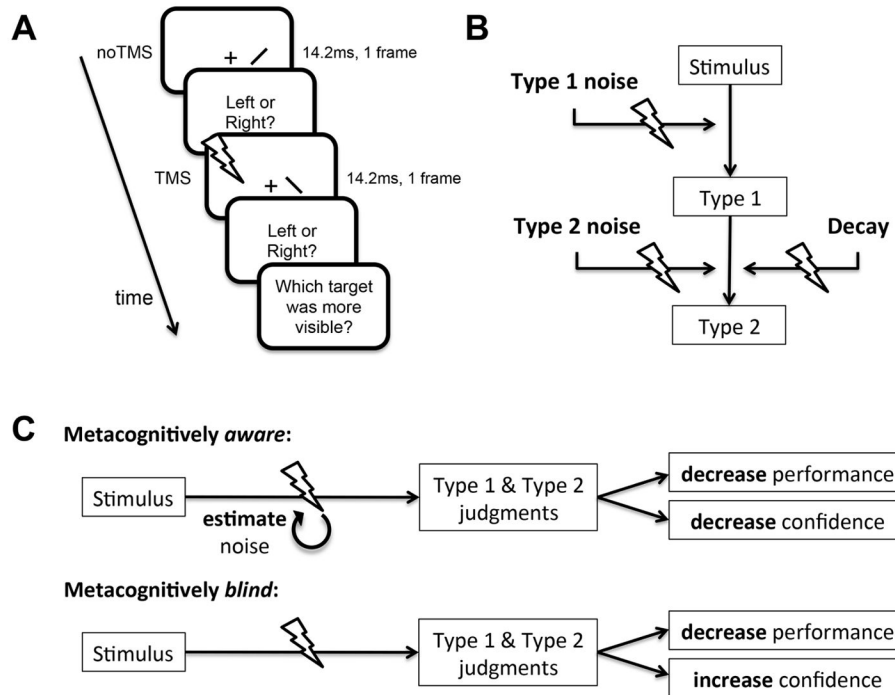 A
noTMS
+
14.2ms, 1 frame
Left or
Right?
TMS
+
14.2ms, 1 frame
Left or
Right?
Which target
was more
visible?
time
B
Stimulus
Type 1 noise
Type 1
Type 2 noise
Decay
Type 2
C
Metacognitively aware:
Stimulus
estimate
noise
Type 1 & Type 2
judgments
decrease performance
decrease confidence
Metacognitively blind:
Stimulus
Type 1 & Type 2
judgments
decrease performance
increase confidence